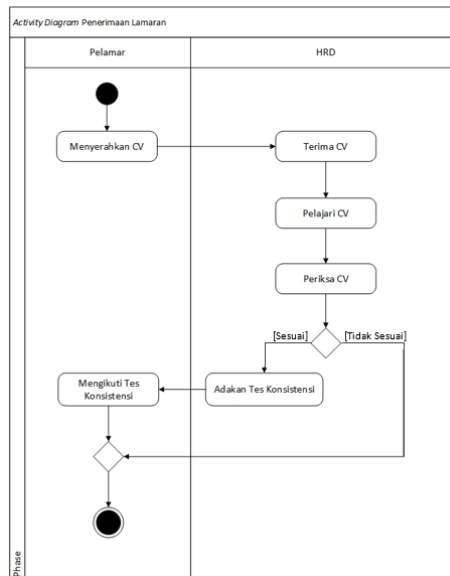 Activity Diagram Penerimaan Lamaran
Pelamar
HRD
Menyerahkan CV
Terima CV
Pelajari CV
Periksa CV
[Sesuai]
[Tidak Sesuai]
Mengikuti Tes
Konsistensi
Adakan Tes Konsistensi
Phase